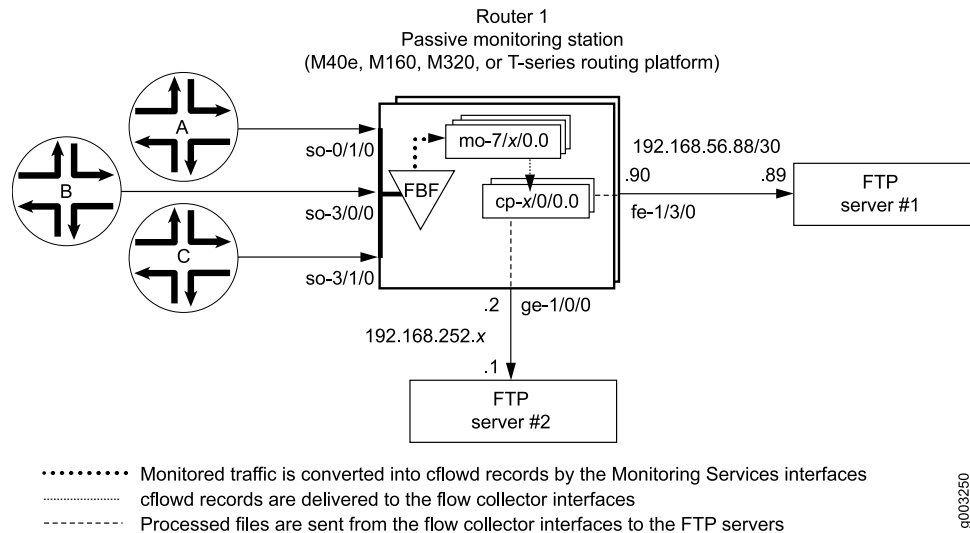 Router 1
Passive monitoring station
(M40e, M160, M320, or T-series routing platform)
A
B
C
so-0/1/0
so-3/0/0
so-3/1/0
FBF
mo-7/x/0.0
cp-x/0/0.0
192.168.56.88/30
.90
.89
fe-1/3/0
FTP
server #1
.2
ge-1/0/0
192.168.252.x
.1
FTP
server #2
Monitored traffic is converted into cflowd records by the Monitoring Services interfaces
cflowd records are delivered to the flow collector interfaces
Processed files are sent from the flow collector interfaces to the FTP servers
g003250